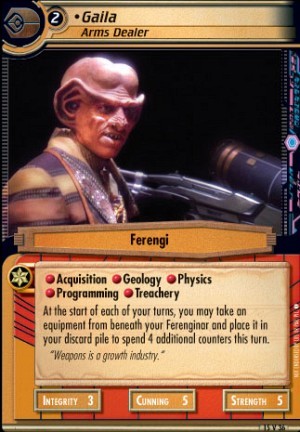 2
•Gaila
Arms Dealer
Ferengi
Acquisition Geology Physics
Programming Treachery
At the start of each of your turns, you may take an
equipment from beneath your Ferenginar and place it in
your discard pile to spend 4 additional counters this turn.
"Weapons is a growth industry."
INTEGRITY 3 CUNNING 5 STRENGTH 5